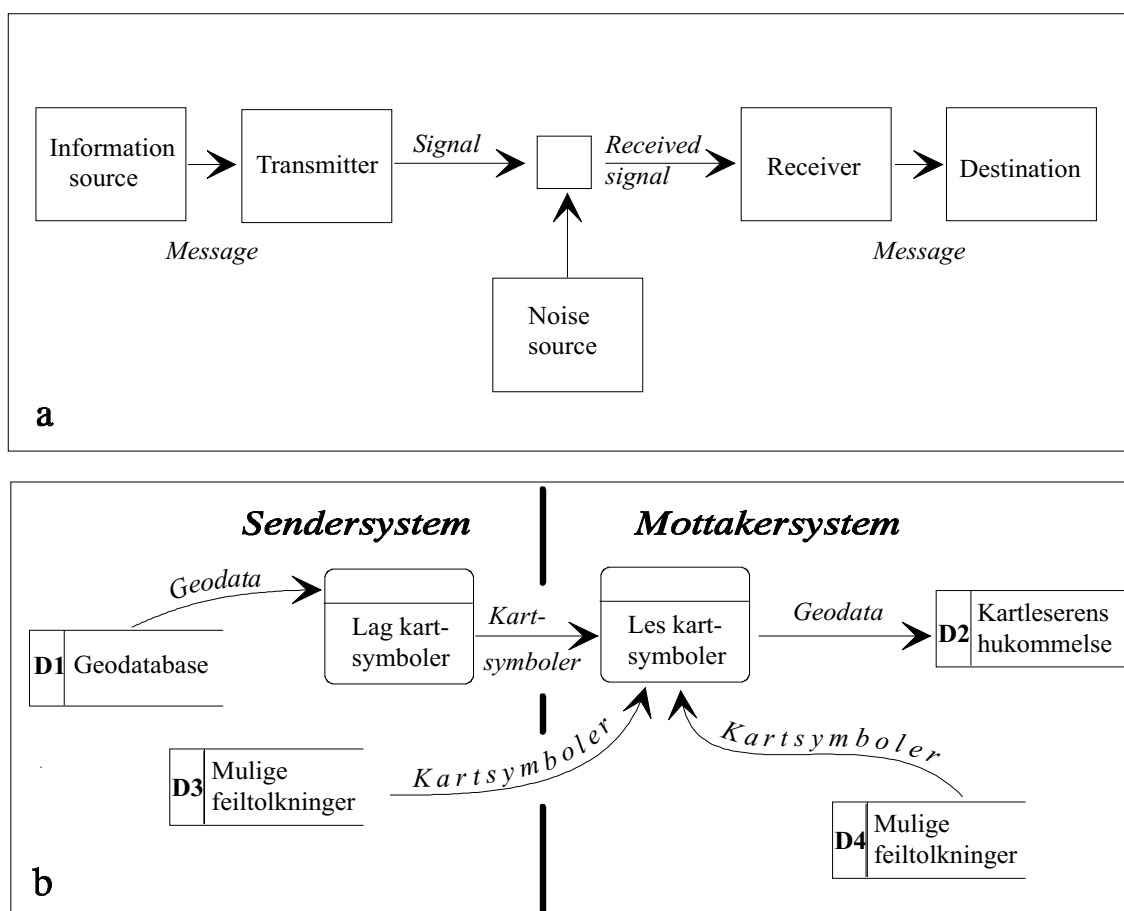 Information
source
Transmitter
Signal
Received
signal
Receiver
Destination
Message
Message
Noise
source
a
Sendersystem
Mottakersystem
Geodata
Lag kart-
symboler
Kart-
symboler
Les kart-
symboler
Geodata
D2
Kartleserens
hukommelse
D1
Geodatabase
Kartsymboler
Kartsymboler
D3
Mulige
feiltolkninger
D4
Mulige
feiltolkninger
b